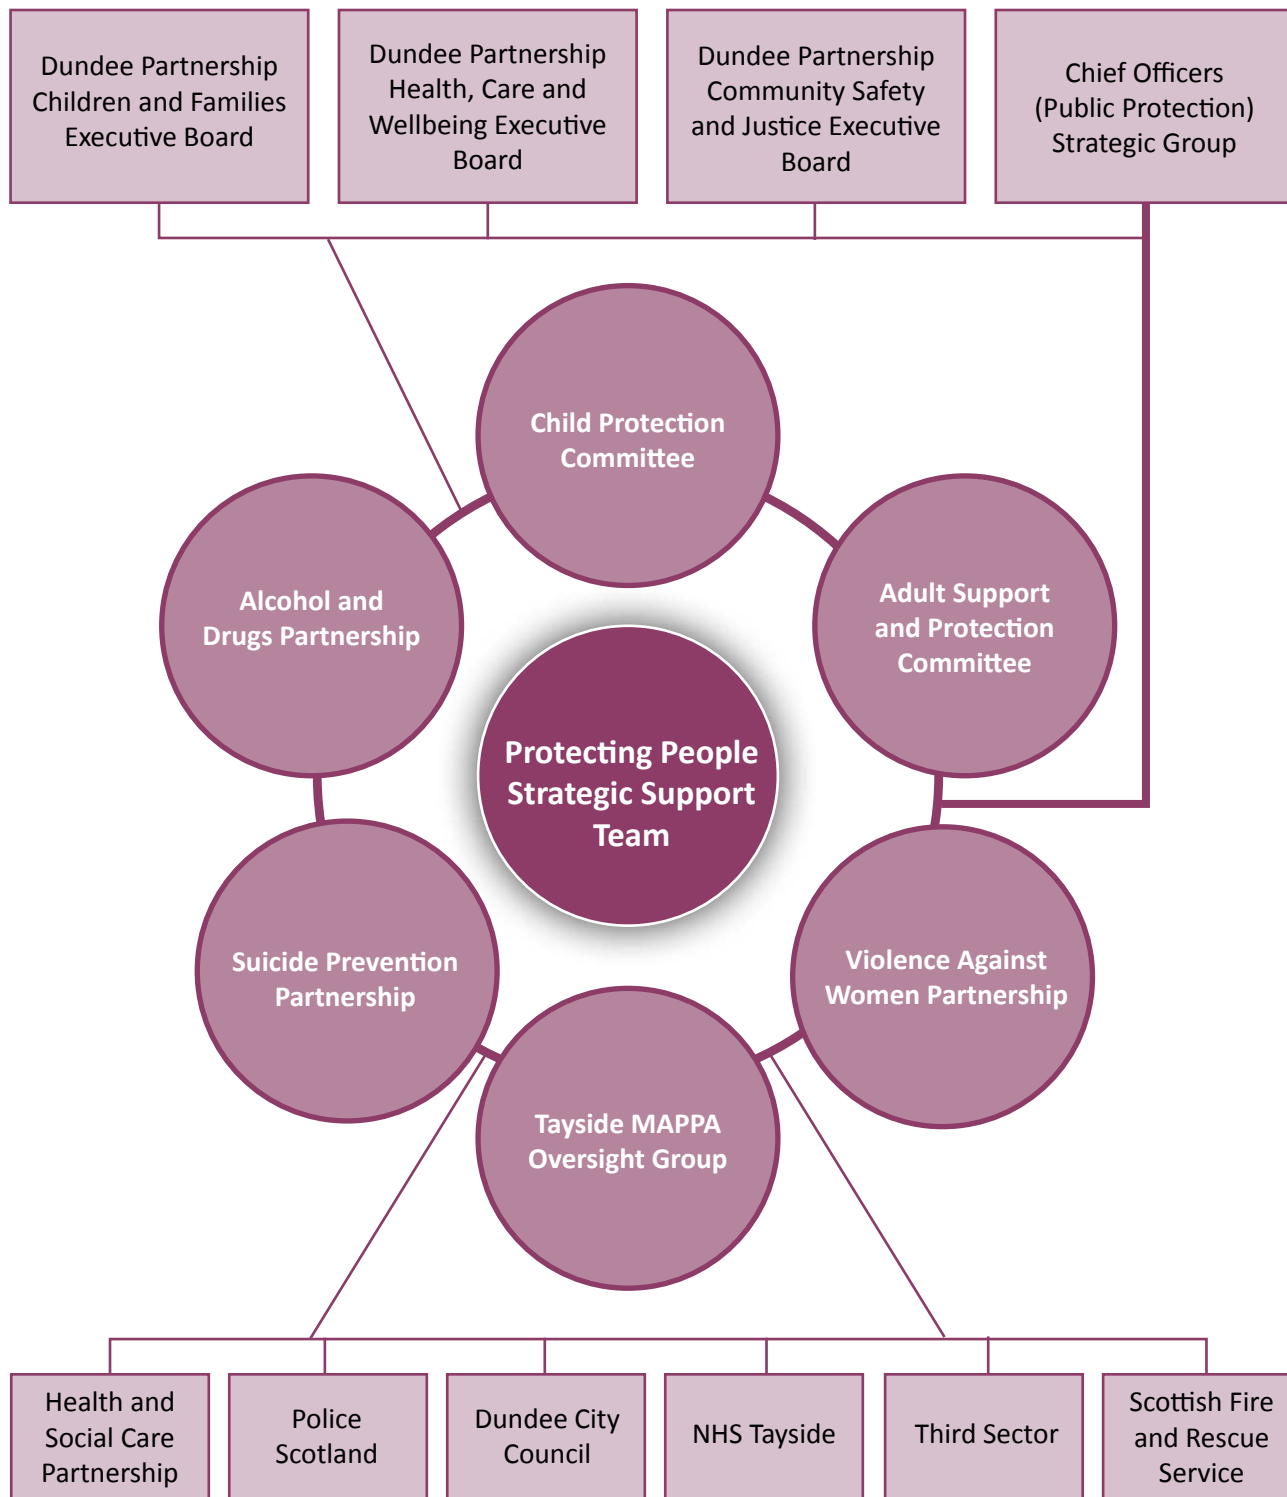 Dundee Partnership
Children and Families
Executive Board
Dundee Partnership
Health, Care and
Wellbeing Executive
Board
Dundee Partnership
Community Safety
and Justice Executive
Board
Chief Officers
(Public Protection)
Strategic Group
Child Protection
Committee
Alcohol and
Drugs Partnership
Adult Support
and Protection
Committee
Protecting People
Strategic Support
Team
Suicide Prevention
Partnership
Violence Against
Women Partnership
Tayside MAPPA
Oversight Group
Health and
Social Care
Partnership
Police
Scotland
Dundee City
Council
NHS Tayside
Third Sector
Scottish Fire
and Rescue
Service